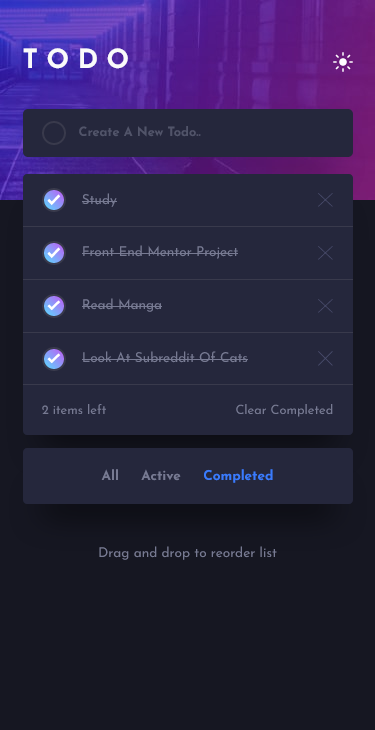 TODO
Create A New Todo..
Study
Front End Mentor Project
Read Manga
Look At Subreddit Of Cats
2 items left Clear Completed
All Active Completed
Drag and drop to reorder list